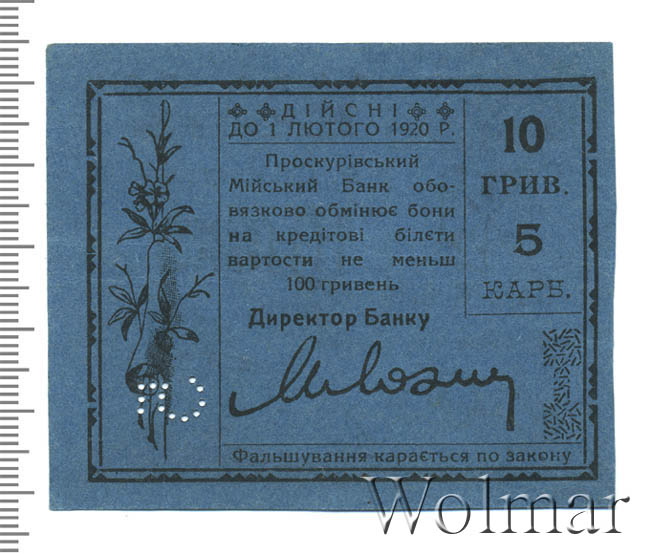 ДІЙСНІ
ДО 1 ЛЮТОГО 1920 Р.
Проскурівський
Мійський Банк обо-
вязково обмінює бони
на кредітові білєти
вартости не меньш
100 гривень
Директор Банку
10
ГРИВ.
5
КАРБ.
Фальшування карається по закону
Wolmar